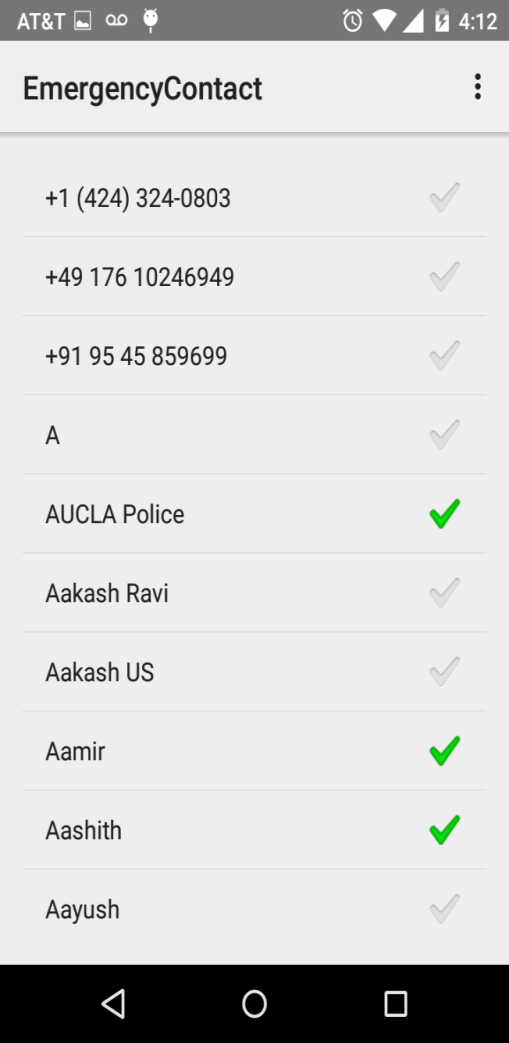 AT&T 4:12
EmergencyContact
+1 (424) 324-0803
+49 176 10246949
+91 95 45 859699
A
AUCLA Police
Aakash Ravi
Aakash US
Aamir
Aashith
Aayush